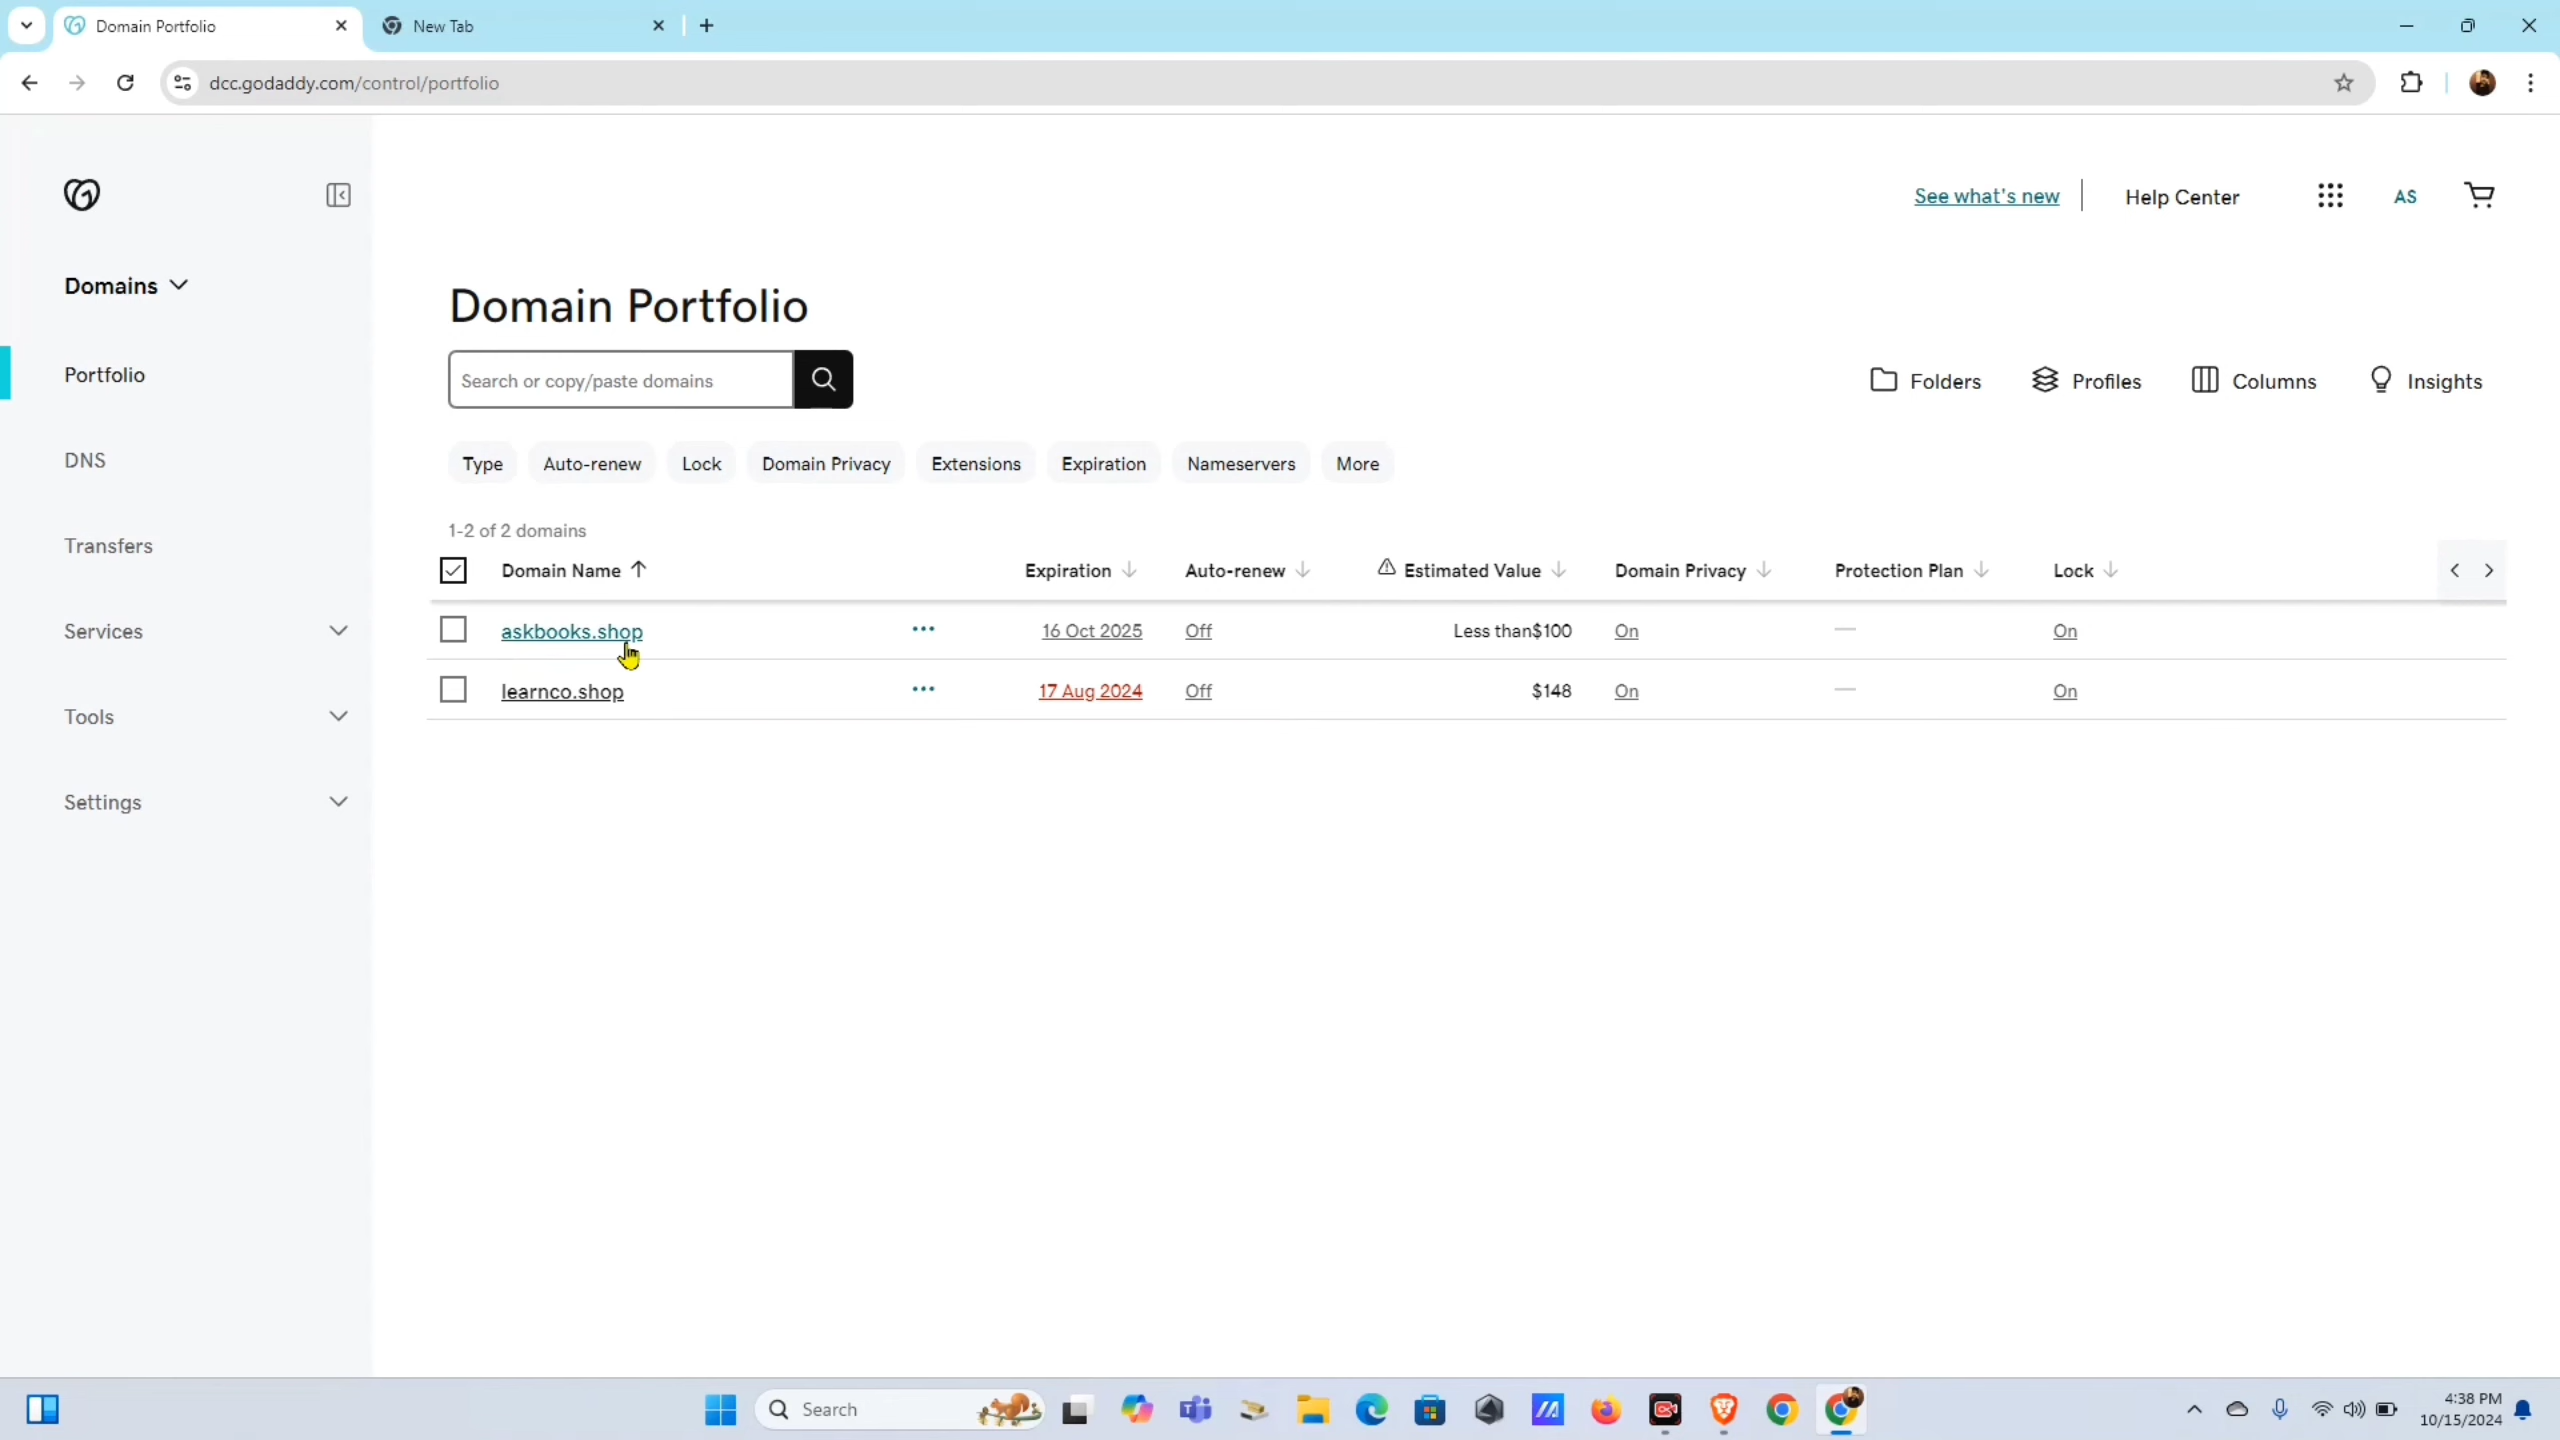 Domain Portfolio
New Tab
dcc.godaddy.com/control/portfolio
See what's new
Help Center
AS
Domains
Portfolio
DNS
Transfers
Services
Tools
Settings
Domain Portfolio
Search or copy/paste domains
Folders
Profiles
Columns
Insights
Type
Auto-renew
Lock
Domain Privacy
Extensions
Expiration
Nameservers
More
1-2 of 2 domains
Domain Name Expiration Auto-renew Estimated Value Domain Privacy Protection Plan Lock
askbooks.shop ••• 16 Oct 2025 Off Less than$100 On — On
learnco.shop ••• 17 Aug 2024 Off $148 On — On
Search
4:38 PM
10/15/2024